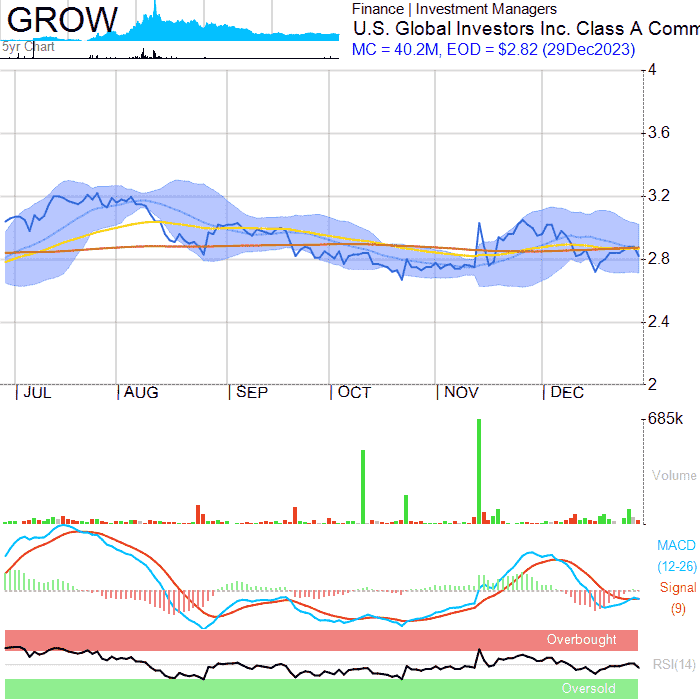 GROW
5yr Chart
Finance | Investment Managers
U.S. Global Investors Inc. Class A Comm
MC = 40.2M, EOD = $2.82 (29Dec2023)
4
3.6
3.2
2.8
2.4
2
JUL AUG SEP OCT NOV DEC
685k
Volume
MACD
(12-26)
Signal
(9)
Overbought
RSI(14)
Oversold